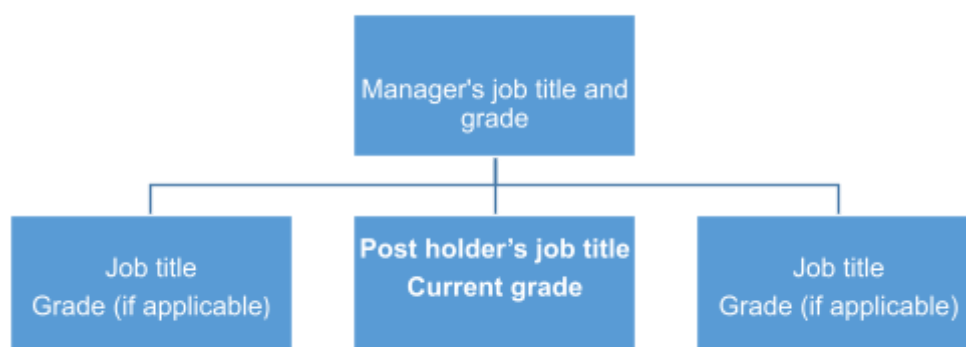 Manager's job title and
grade
Job title
Grade (if applicable)
Post holder’s job title
Current grade
Job title
Grade (if applicable)